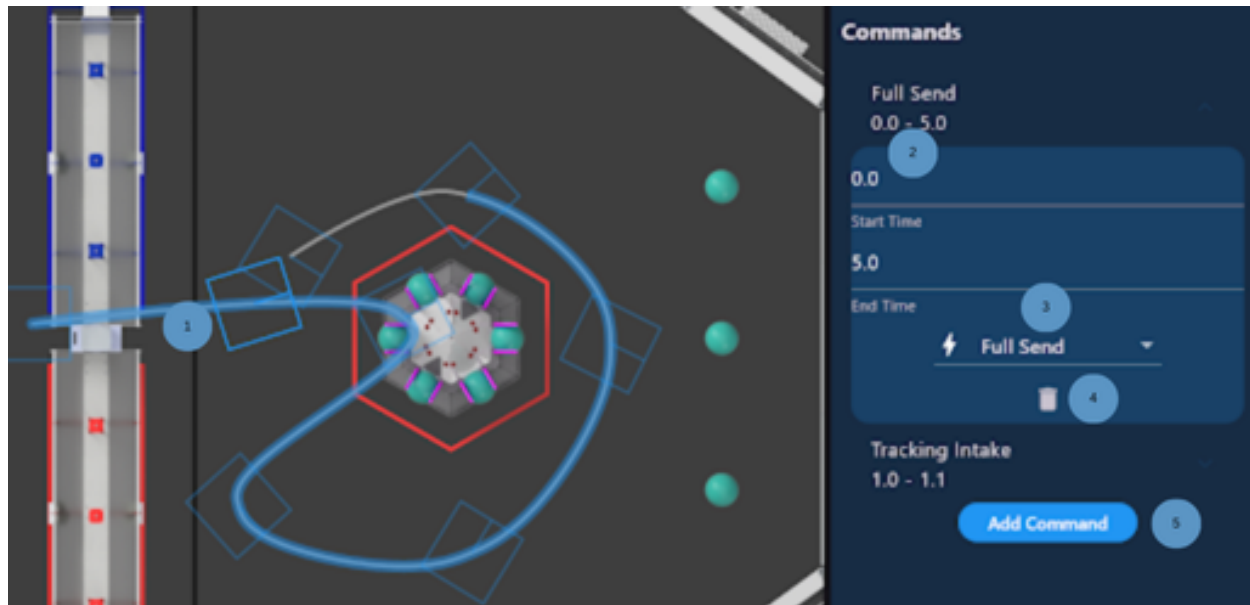 Commands
Full Send
0.0 - 5.0
2
0.0
Start Time
5.0
End Time
3
Full Send
4
Tracking Intake
1.0 - 1.1
Add Command
5
1